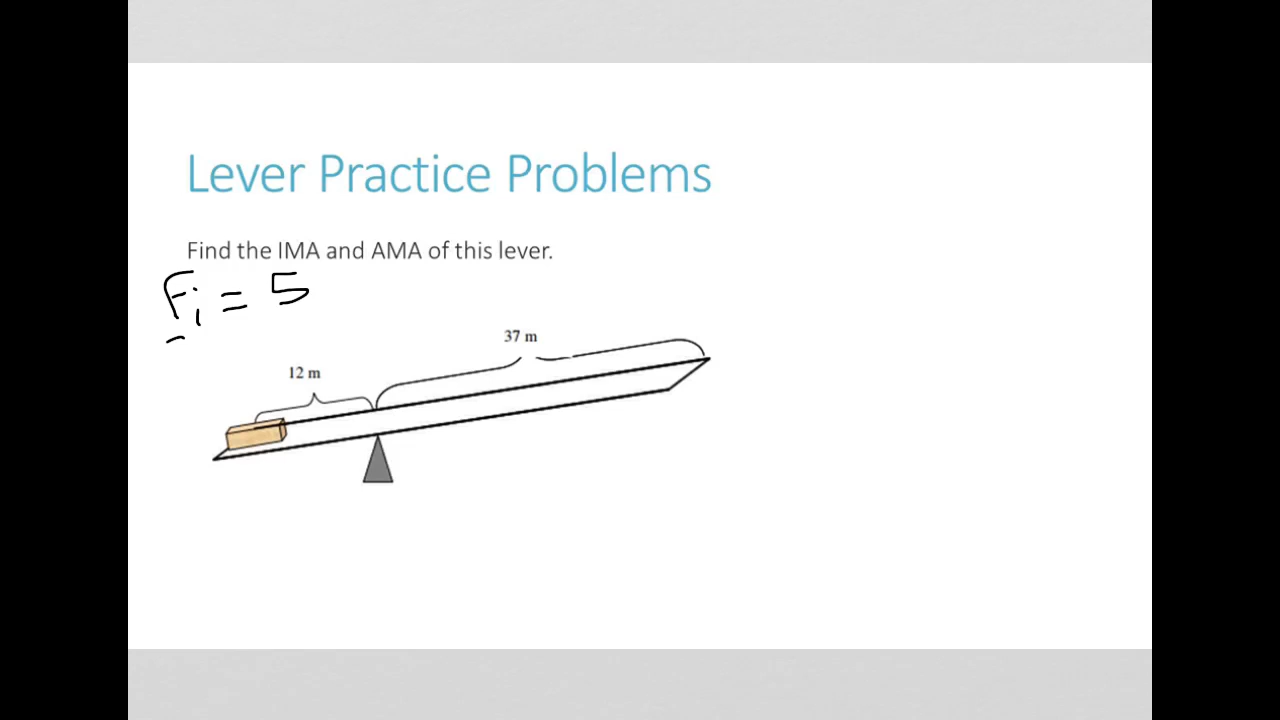 Lever Practice Problems
Find the IMA and AMA of this lever.
Fi = 5
37 m
12 m